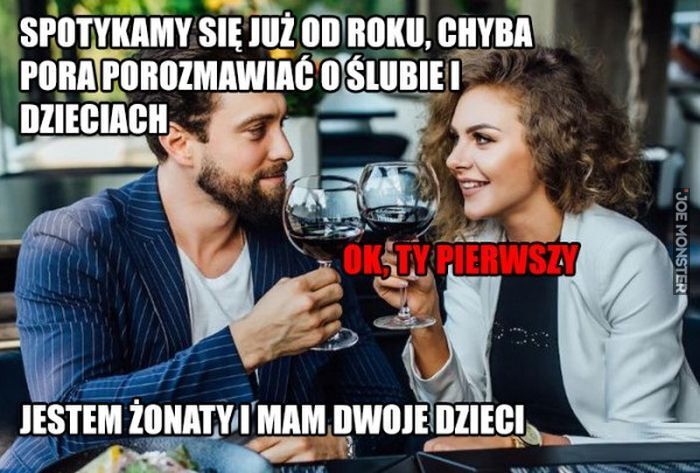 SPOTYKAMY SIĘ JUŻ OD ROKU, CHYBA
PORA POROZMAWIAĆ O ŚLUBIE I
DZIECIACH
OK, TY PIERWSZY
JOE MONSTER
JESTEM ŻONATY I MAM DWOJE DZIECI